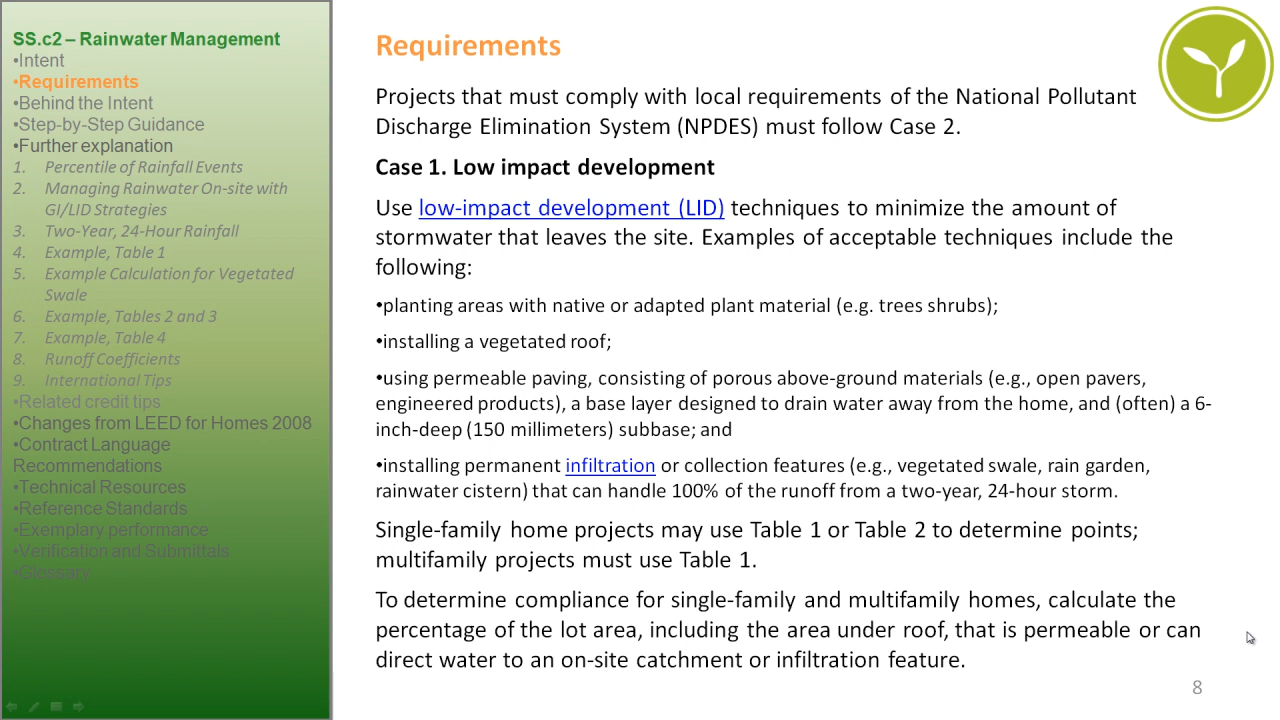 SS.c2 – Rainwater Management
•Intent
•Requirements
•Behind the Intent
•Step-by-Step Guidance
•Further explanation
1. Percentile of Rainfall Events
2. Managing Rainwater On-site with
GI/LID Strategies
3. Two-Year, 24-Hour Rainfall
4. Example, Table 1
5. Example Calculation for Vegetated
Swale
6. Example, Tables 2 and 3
7. Example, Table 4
8. Runoff Coefficients
9. International Tips
•Related credit tips
•Changes from LEED for Homes 2008
•Contract Language
Recommendations
•Technical Resources
•Reference Standards
•Exemplary performance
•Verification and Submittals
•Glossary
Requirements
Projects that must comply with local requirements of the National Pollutant
Discharge Elimination System (NPDES) must follow Case 2.
Case 1. Low impact development
Use low-impact development (LID) techniques to minimize the amount of
stormwater that leaves the site. Examples of acceptable techniques include the
following:
•planting areas with native or adapted plant material (e.g. trees shrubs);
•installing a vegetated roof;
•using permeable paving, consisting of porous above-ground materials (e.g., open pavers,
engineered products), a base layer designed to drain water away from the home, and (often) a 6-
inch-deep (150 millimeters) subbase; and
•installing permanent infiltration or collection features (e.g., vegetated swale, rain garden,
rainwater cistern) that can handle 100% of the runoff from a two-year, 24-hour storm.
Single-family home projects may use Table 1 or Table 2 to determine points;
multifamily projects must use Table 1.
To determine compliance for single-family and multifamily homes, calculate the
percentage of the lot area, including the area under roof, that is permeable or can
direct water to an on-site catchment or infiltration feature.
8